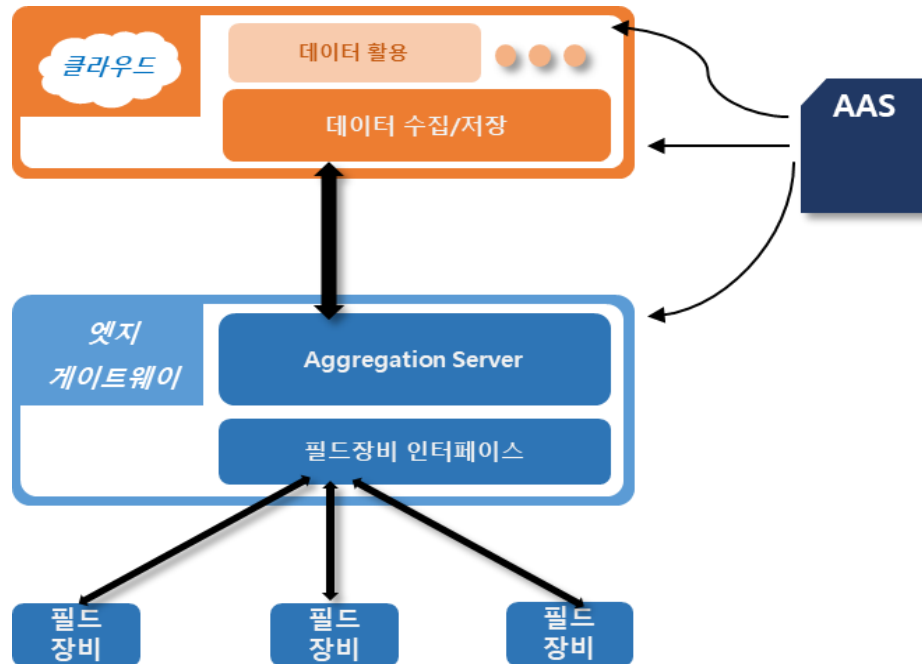 클라우드
데이터 활용
데이터 수집/저장
AAS
엣지
게이트웨이
Aggregation Server
필드장비 인터페이스
필드
장비
필드
장비
필드
장비